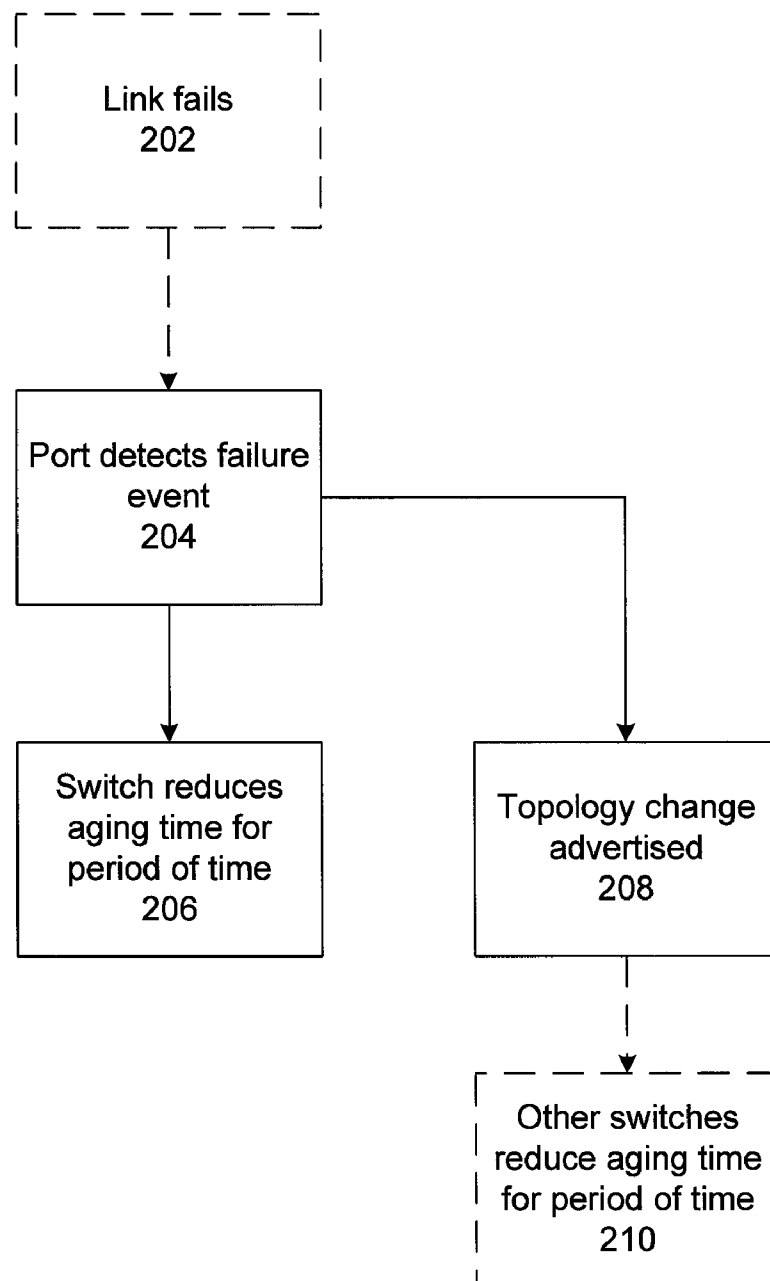 Link fails
202
Port detects failure
event
204
Switch reduces
aging time for
period of time
206
Topology change
advertised
208
Other switches
reduce aging time
for period of time
210